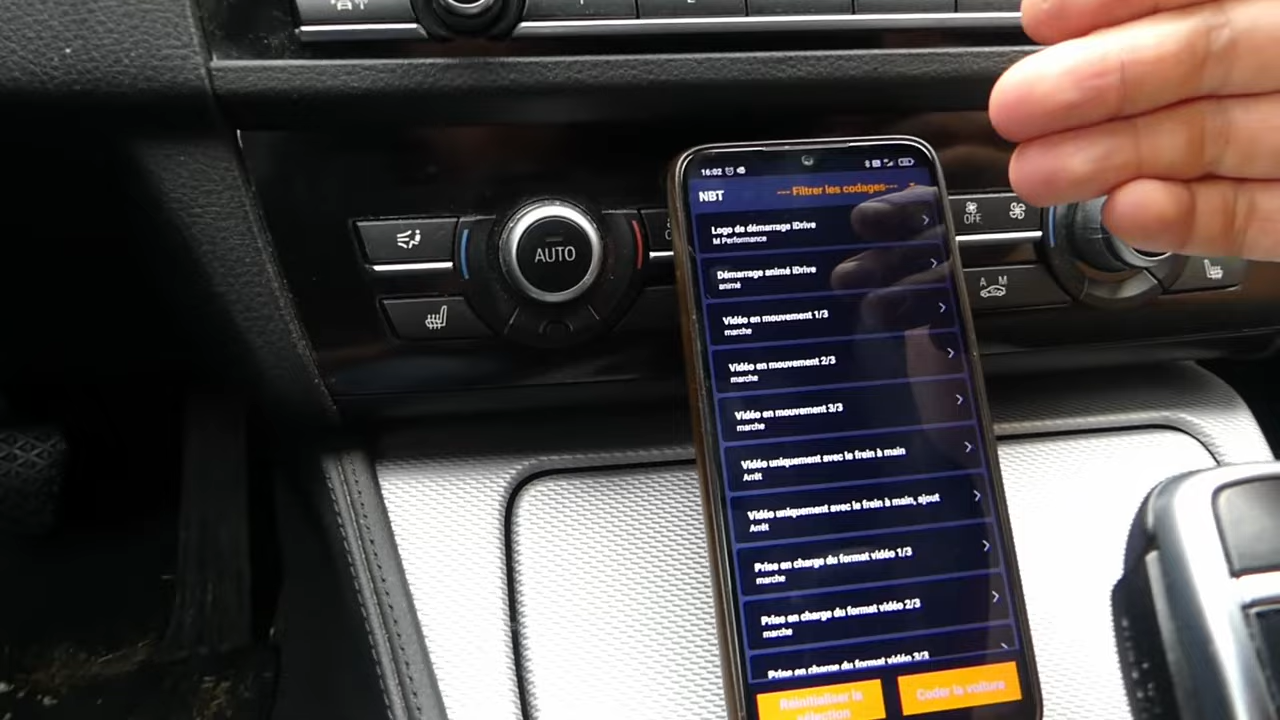 16:02
NBT
--- Filtrer les codages---
Logo de démarrage iDrive
M Performance
Démarrage animé iDrive
animé
Vidéo en mouvement 1/3
marche
Vidéo en mouvement 2/3
marche
Vidéo en mouvement 3/3
marche
Vidéo uniquement avec le frein à main
Arrêt
Vidéo uniquement avec le frein à main, ajout
Arrêt
Prise en charge du format vidéo 1/3
marche
Prise en charge du format vidéo 2/3
marche
Prise en charge du format vidéo 3/3
Réinitialiser la
sélection
Coder la voiture
AUTO
OFF
A M